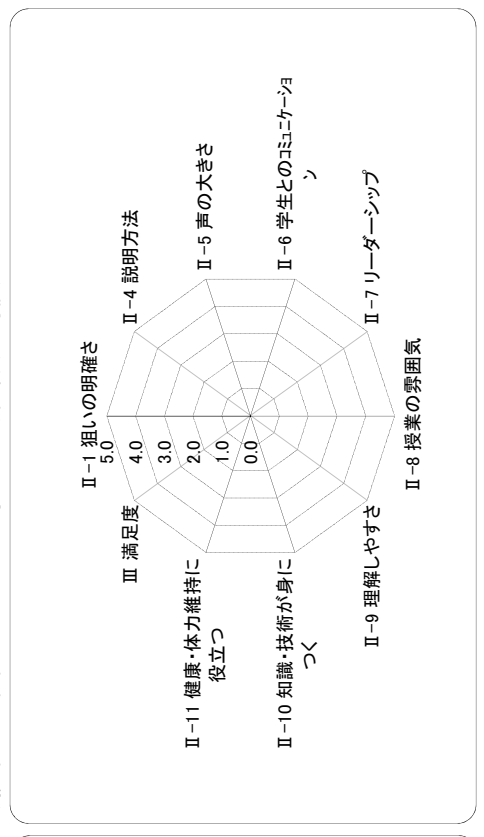 Ⅱ-1 狙いの明確さ
5.0
4.0
3.0
2.0
1.0
0.0
Ⅱ-4 説明方法
Ⅱ-5 声の大きさ
Ⅱ-6 学生とのコミュニケーショ
ン
Ⅱ-7 リーダーシップ
Ⅱ-8 授業の雰囲気
Ⅱ-9 理解しやすさ
Ⅱ-10 知識・技術が身に
つく
Ⅱ-11 健康・体力維持に
役立つ
Ⅲ 満足度